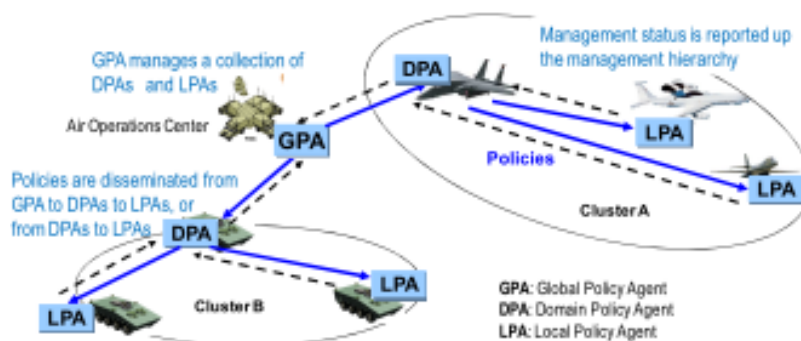 GPA manages a collection of
DPAs and LPAs
Management status is reported up
the management hierarchy
DPA
Air Operations Center
GPA
LPA
Policies
LPA
Cluster A
Policies are disseminated from
GPA to DPAs to LPAs, or
from DPAs to LPAs
DPA
LPA
Cluster B
LPA
GPA: Global Policy Agent
DPA: Domain Policy Agent
LPA: Local Policy Agent